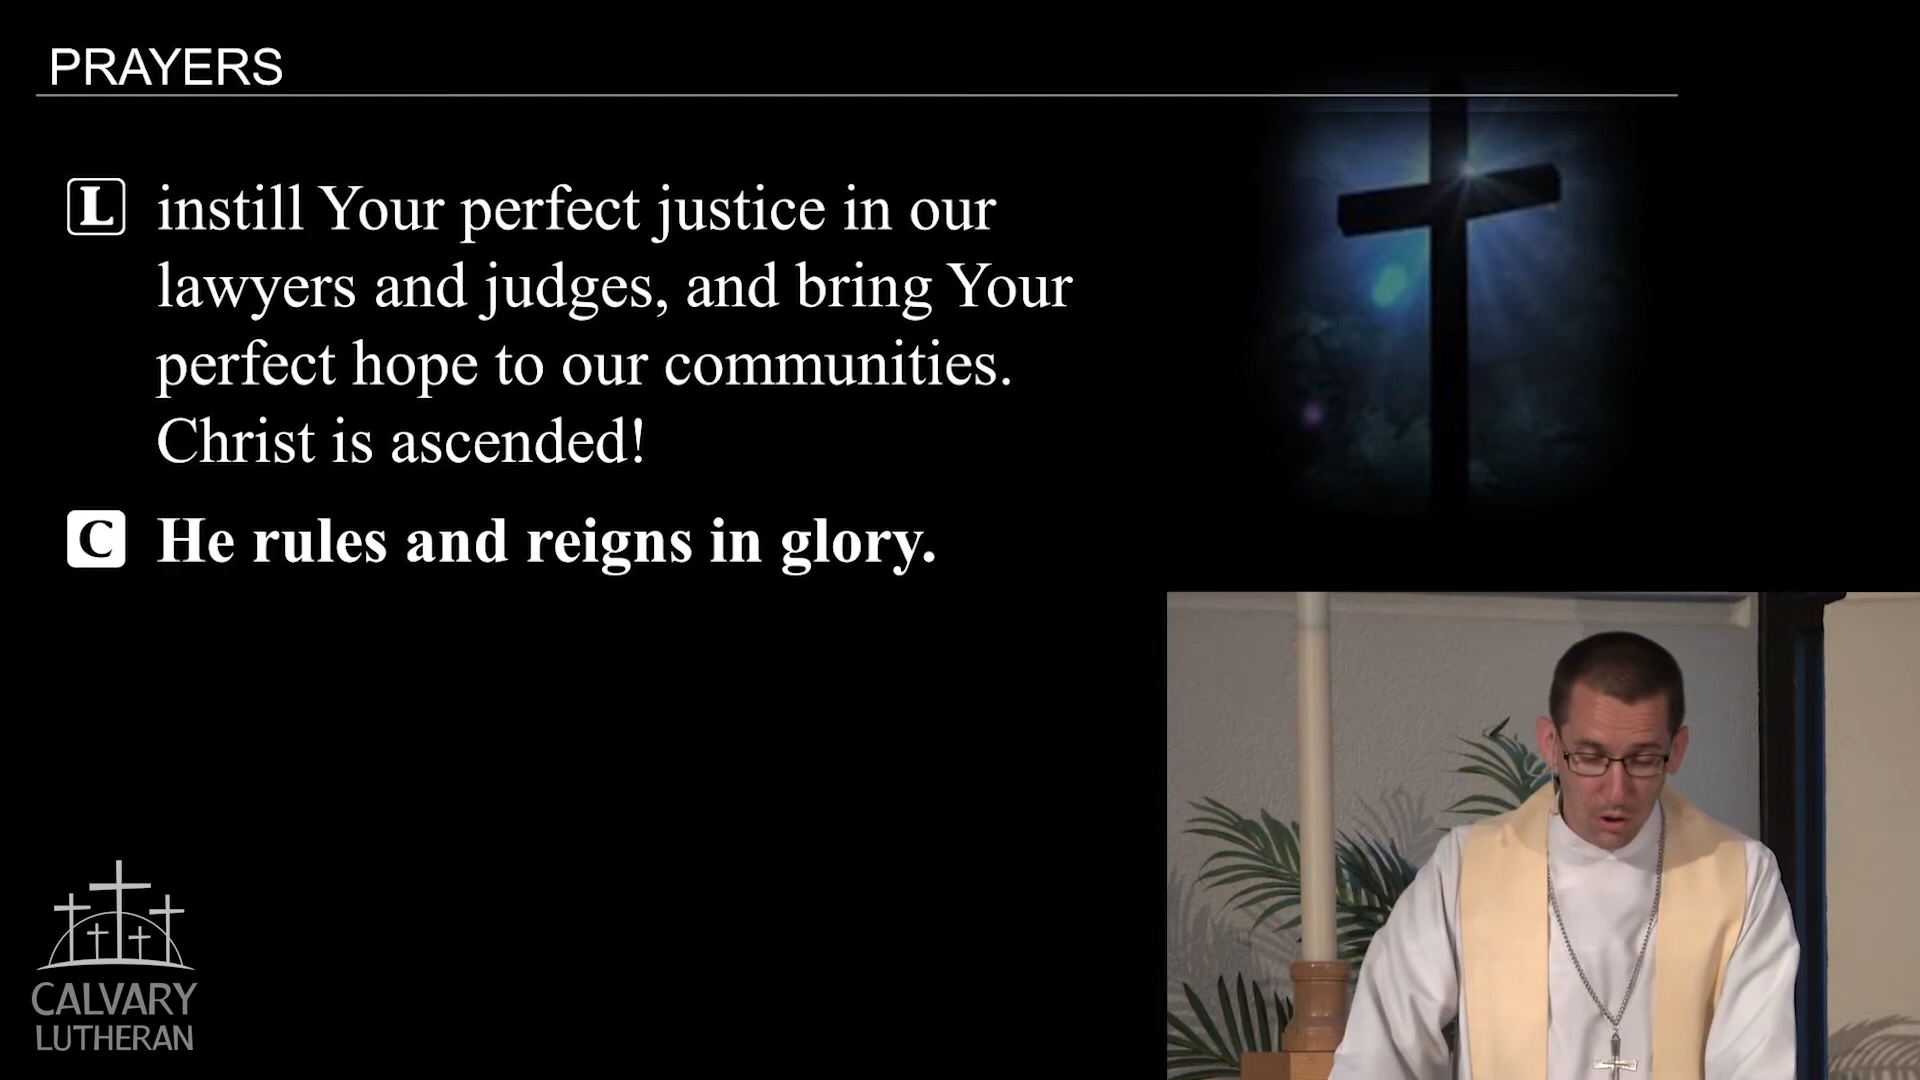 PRAYERS
L instill Your perfect justice in our
lawyers and judges, and bring Your
perfect hope to our communities.
Christ is ascended!
C He rules and reigns in glory.
CALVARY
LUTHERAN